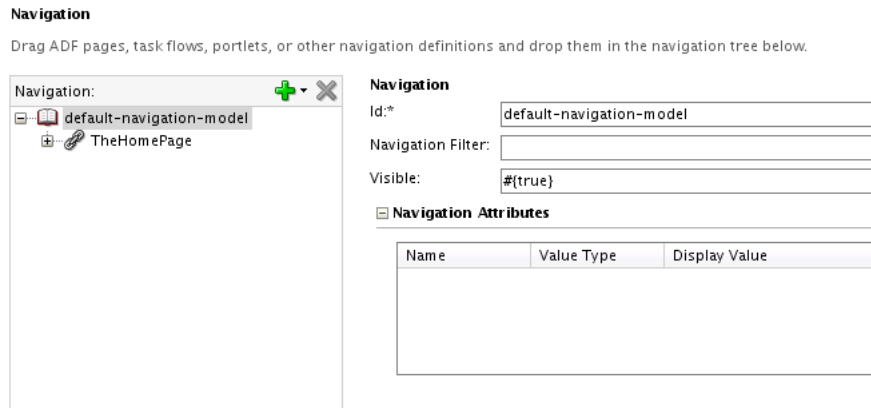 Navigation
Drag ADF pages, task flows, portlets, or other navigation definitions and drop them in the navigation tree below.
Navigation:
default-navigation-model
TheHomePage
Navigation
Id:* default-navigation-model
Navigation Filter:
Visible: #{true}
Navigation Attributes
Name Value Type Display Value